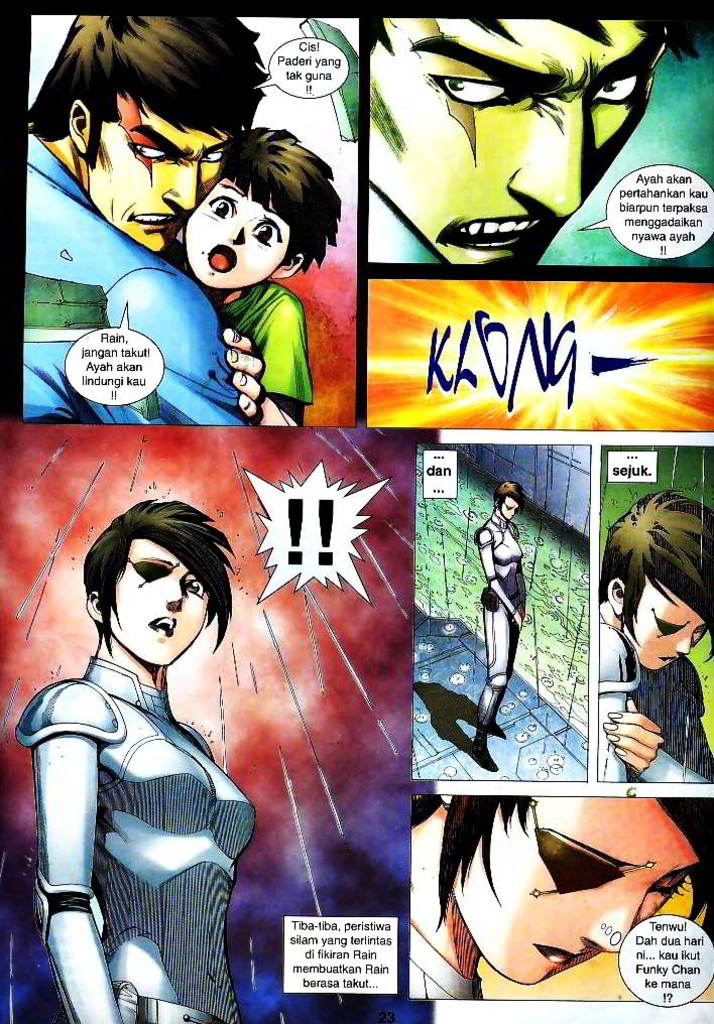 Cis!
Paderi yang
tak guna
!!
Rain,
jangan takut!
Ayah akan
lindungi kau
!!
Ayah akan
pertahankan kau
biarpun terpaksa
menggadaikan
nyawa ayah
!!
KLONG
!!
...
dan
...
...
sejuk.
Tiba-tiba, peristiwa
silam yang terlintas
di fikiran Rain
membuatkan Rain
berasa takut...
Tenwu!
Dah dua hari
ni... kau ikut
Funky Chan
ke mana
!?
23